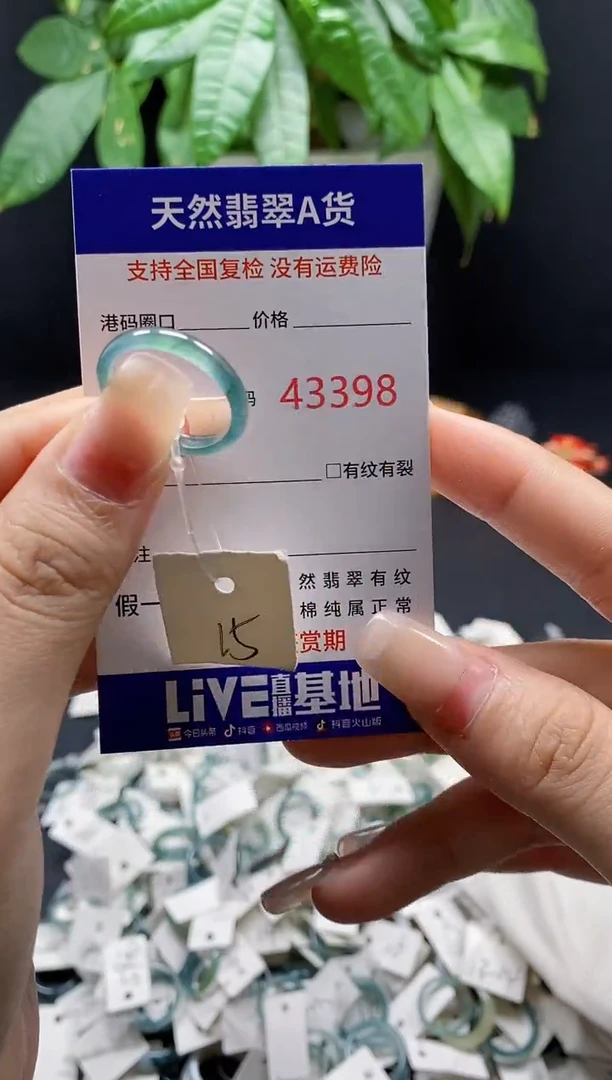 天然翡翠A货
支持全国复检 没有运费险
港码圈口 价格
码 43398
□有纹有裂
注
然翡翠有纹
假一 棉纯属正常
赏期
15
LiVE直播基地
今日头条 抖音 西瓜视频 抖音火山版